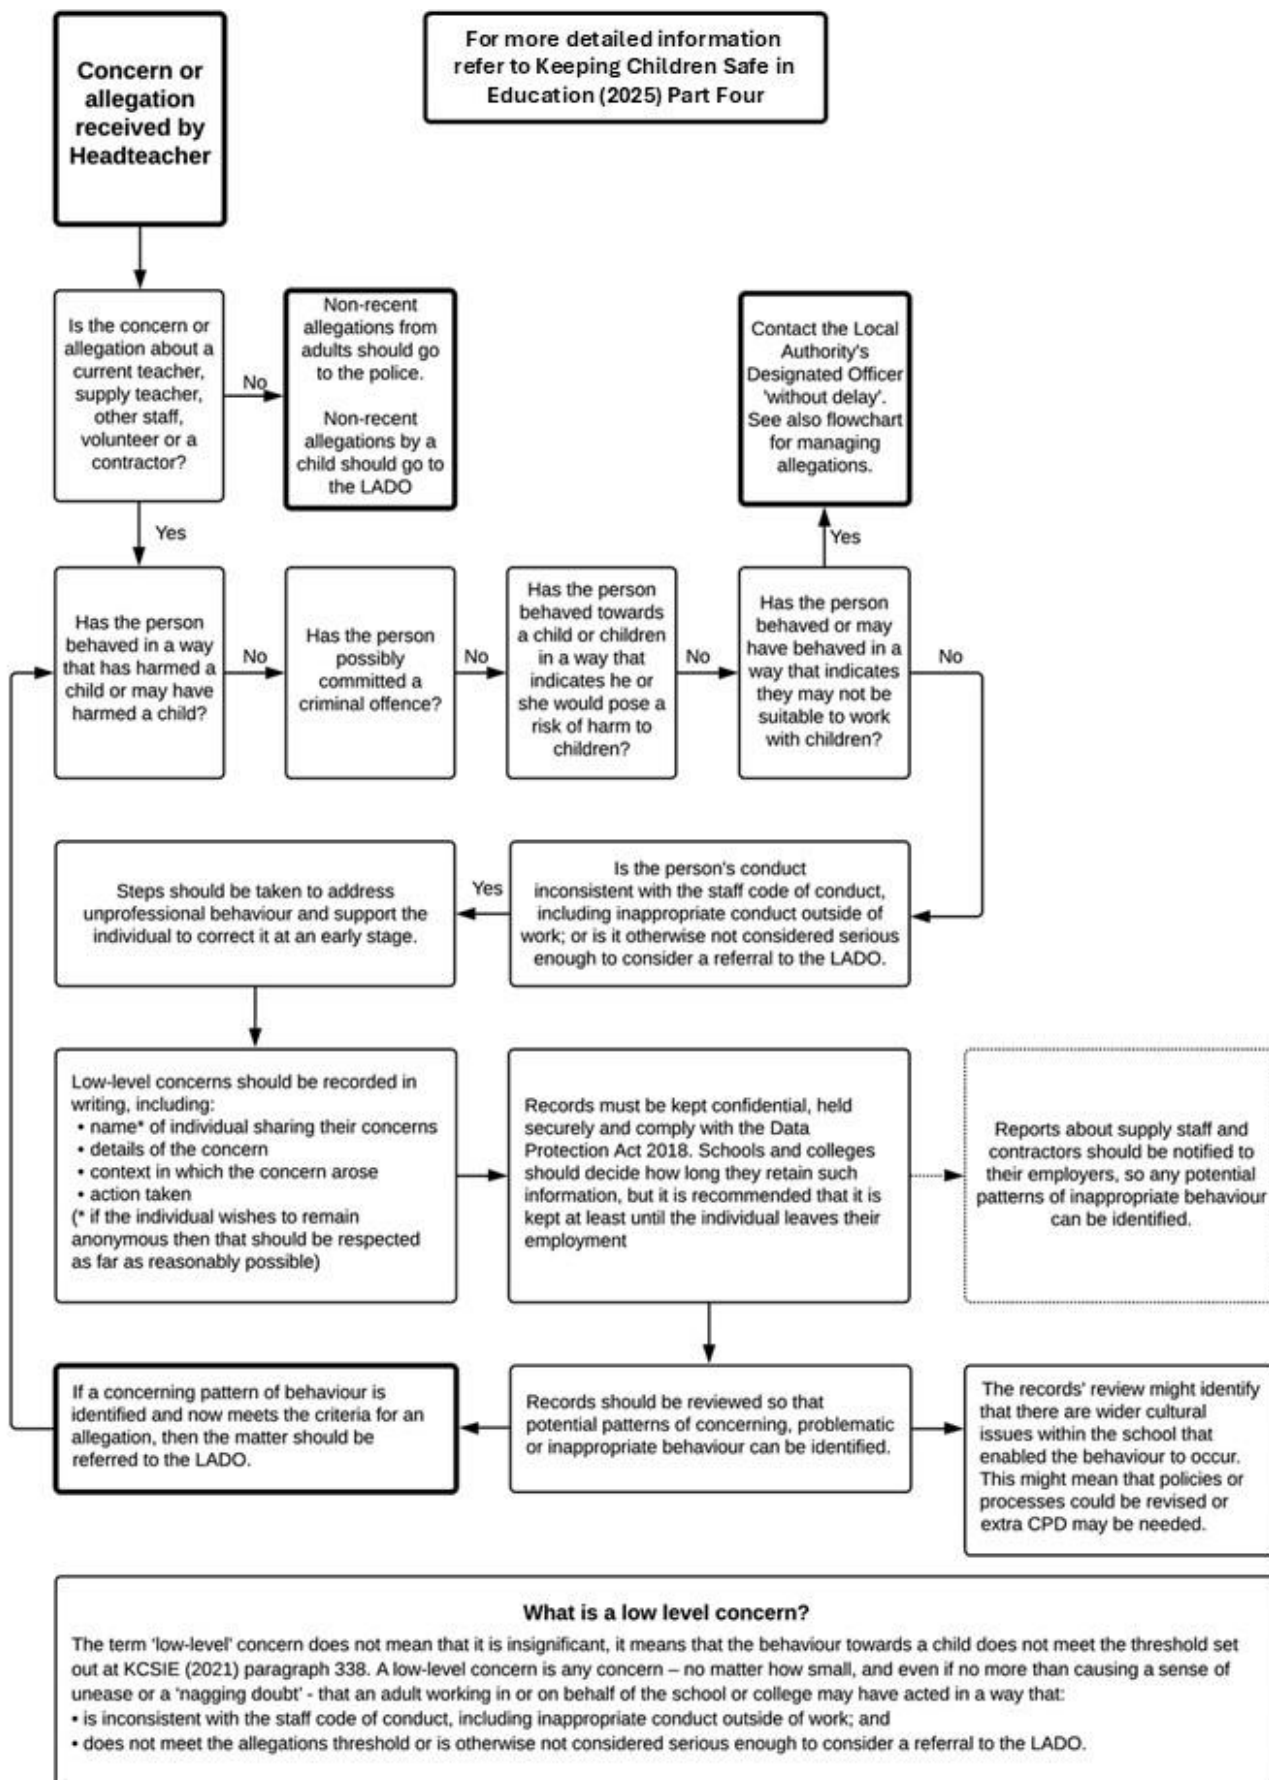 Concern or
allegation
received by
Headteacher
For more detailed information
refer to Keeping Children Safe in
Education (2025) Part Four
Is the concern or
allegation about a
current teacher,
supply teacher,
other staff,
volunteer or a
contractor?
No
Non-recent
allegations from
adults should go
to the police.
Non-recent
allegations by a
child should go to
the LADO
Contact the Local
Authority's
Designated Officer
'without delay'.
See also flowchart
for managing
allegations.
Yes
Yes
Has the person
behaved in a way
that has harmed a
child or may have
harmed a child?
No
Has the person
possibly
committed a
criminal offence?
No
Has the person
behaved towards
a child or children
in a way that
indicates he or
she would pose a
risk of harm to
children?
No
Has the person
behaved or may
have behaved in a
way that indicates
they may not be
suitable to work
with children?
No
Steps should be taken to address
unprofessional behaviour and support the
individual to correct it at an early stage.
Yes
Is the person's conduct
inconsistent with the staff code of conduct,
including inappropriate conduct outside of
work; or is it otherwise not considered serious
enough to consider a referral to the LADO.
Low-level concerns should be recorded in
writing, including:
• name* of individual sharing their concerns
• details of the concern
• context in which the concern arose
• action taken
(* if the individual wishes to remain
anonymous then that should be respected
as far as reasonably possible)
Records must be kept confidential, held
securely and comply with the Data
Protection Act 2018. Schools and colleges
should decide how long they retain such
information, but it is recommended that it is
kept at least until the individual leaves their
employment
Reports about supply staff and
contractors should be notified to
their employers, so any potential
patterns of inappropriate behaviour
can be identified.
If a concerning pattern of behaviour is
identified and now meets the criteria for an
allegation, then the matter should be
referred to the LADO.
Records should be reviewed so that
potential patterns of concerning, problematic
or inappropriate behaviour can be identified.
The records' review might identify
that there are wider cultural
issues within the school that
enabled the behaviour to occur.
This might mean that policies or
processes could be revised or
extra CPD may be needed.
What is a low level concern?
The term 'low-level' concern does not mean that it is insignificant, it means that the behaviour towards a child does not meet the threshold set
out at KCSIE (2021) paragraph 338. A low-level concern is any concern – no matter how small, and even if no more than causing a sense of
unease or a 'nagging doubt' - that an adult working in or on behalf of the school or college may have acted in a way that:
• is inconsistent with the staff code of conduct, including inappropriate conduct outside of work; and
• does not meet the allegations threshold or is otherwise not considered serious enough to consider a referral to the LADO.